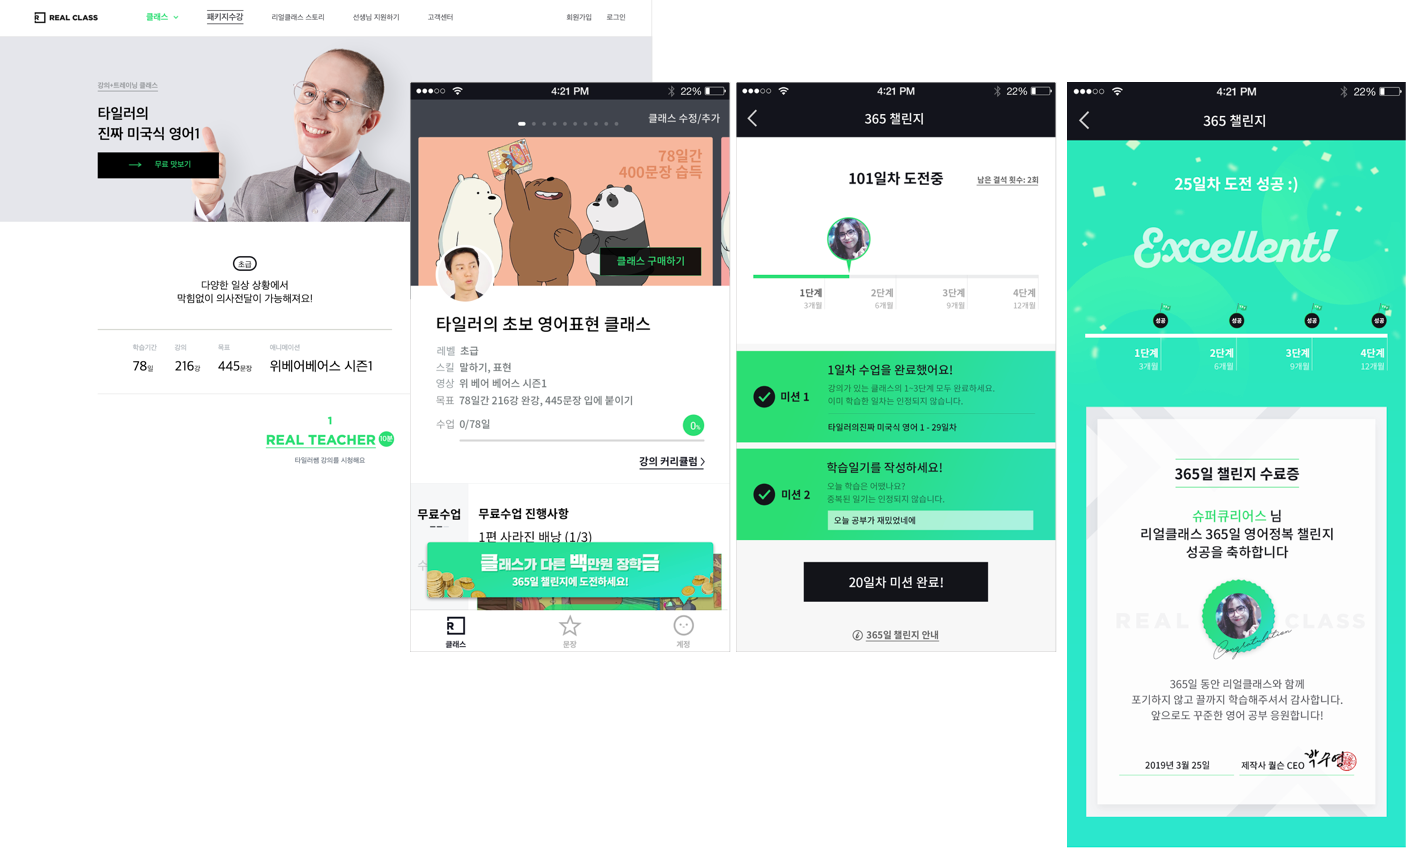 REAL CLASS
클래스
패키지수강
리얼클래스 스토리
선생님 지원하기
고객센터
회원가입
로그인
강의+트레이닝 클래스
타일러의
진짜 미국식 영어1
무료 맛보기
초급
다양한 일상 상황에서
막힘없이 의사전달이 가능해져요!
학습기간
강의
목표
애니메이션
78일
216강
445문장
위베어베어스 시즌1
1
REAL TEACHER 10분
타일러쌤 강의를 시청해요
4:21 PM
22%
클래스 수정/추가
78일간
400문장 습득
클래스 구매하기
타일러의 초보 영어표현 클래스
레벨 초급
스킬 말하기, 표현
영상 위 베어 베어스 시즌1
목표 78일간 216강 완강, 445문장 입에 붙이기
수업 0/78일
0%
강의 커리큘럼
무료수업
무료수업 진행사항
1편 사라진 배낭 (1/3)
수
클래스가 다른 백만원 장학금
365일 챌린지에 도전하세요!
클래스
문장
계정
4:21 PM
22%
365 챌린지
101일차 도전중
남은 결석 횟수: 2회
1단계
3개월
2단계
6개월
3단계
9개월
4단계
12개월
미션 1
1일차 수업을 완료했어요!
강의가 있는 클래스의 1~3단계 모두 완료하세요.
이미 학습한 일차는 인정되지 않습니다.
타일러의진짜 미국식 영어 1 - 29일차
미션 2
학습일기를 작성하세요!
오늘 학습은 어땠나요?
중복된 일기는 인정되지 않습니다.
오늘 공부가 재밌었네에
20일차 미션 완료!
365일 챌린지 안내
4:21 PM
22%
365 챌린지
25일차 도전 성공 :)
Excellent!
성공
성공
성공
성공
1단계
3개월
2단계
6개월
3단계
9개월
4단계
12개월
365일 챌린지 수료증
슈퍼큐리어스 님
리얼클래스 365일 영어정복 챌린지
성공을 축하합니다
REAL CLASS
Congratulation
365일 동안 리얼클래스와 함께
포기하지 않고 끝까지 학습해주셔서 감사합니다.
앞으로도 꾸준한 영어 공부 응원합니다!
2019년 3월 25일
제작사 퀄슨 CEO 박수영